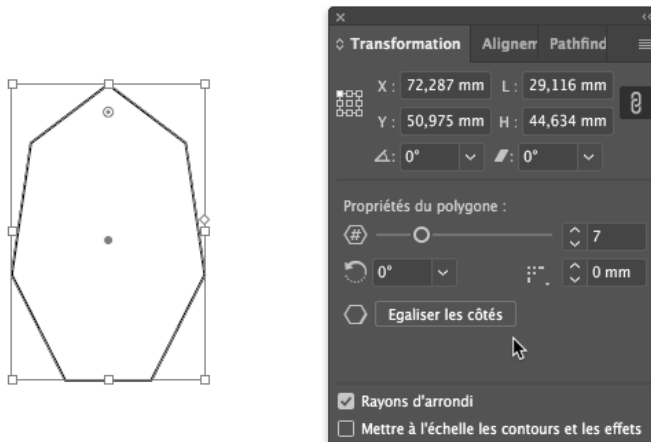 Transformation Alignem Pathfind
X : 72,287 mm L : 29,116 mm
Y : 50,975 mm H : 44,634 mm
0° 0°
Propriétés du polygone :
# 7
0° 0 mm
Egaliser les côtés
Rayons d'arrondi
Mettre à l'échelle les contours et les effets